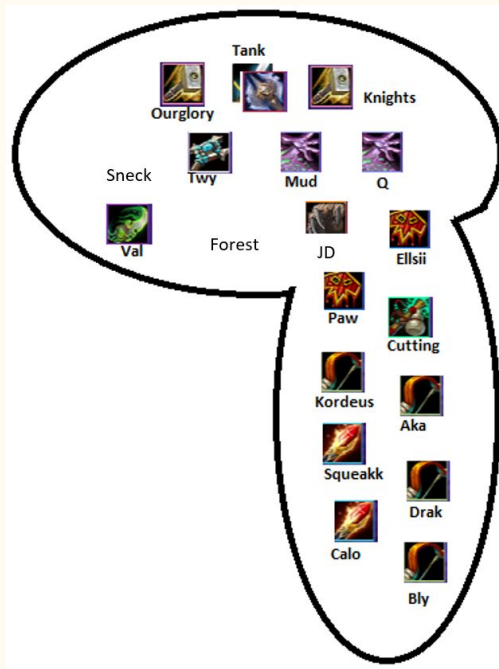 Tank
Ourglory
Knights
Sneck
Twy
Mud
Q
Val
Forest
JD
Ellsii
Paw
Cutting
Kordeus
Aka
Squeakk
Drak
Calo
Bly